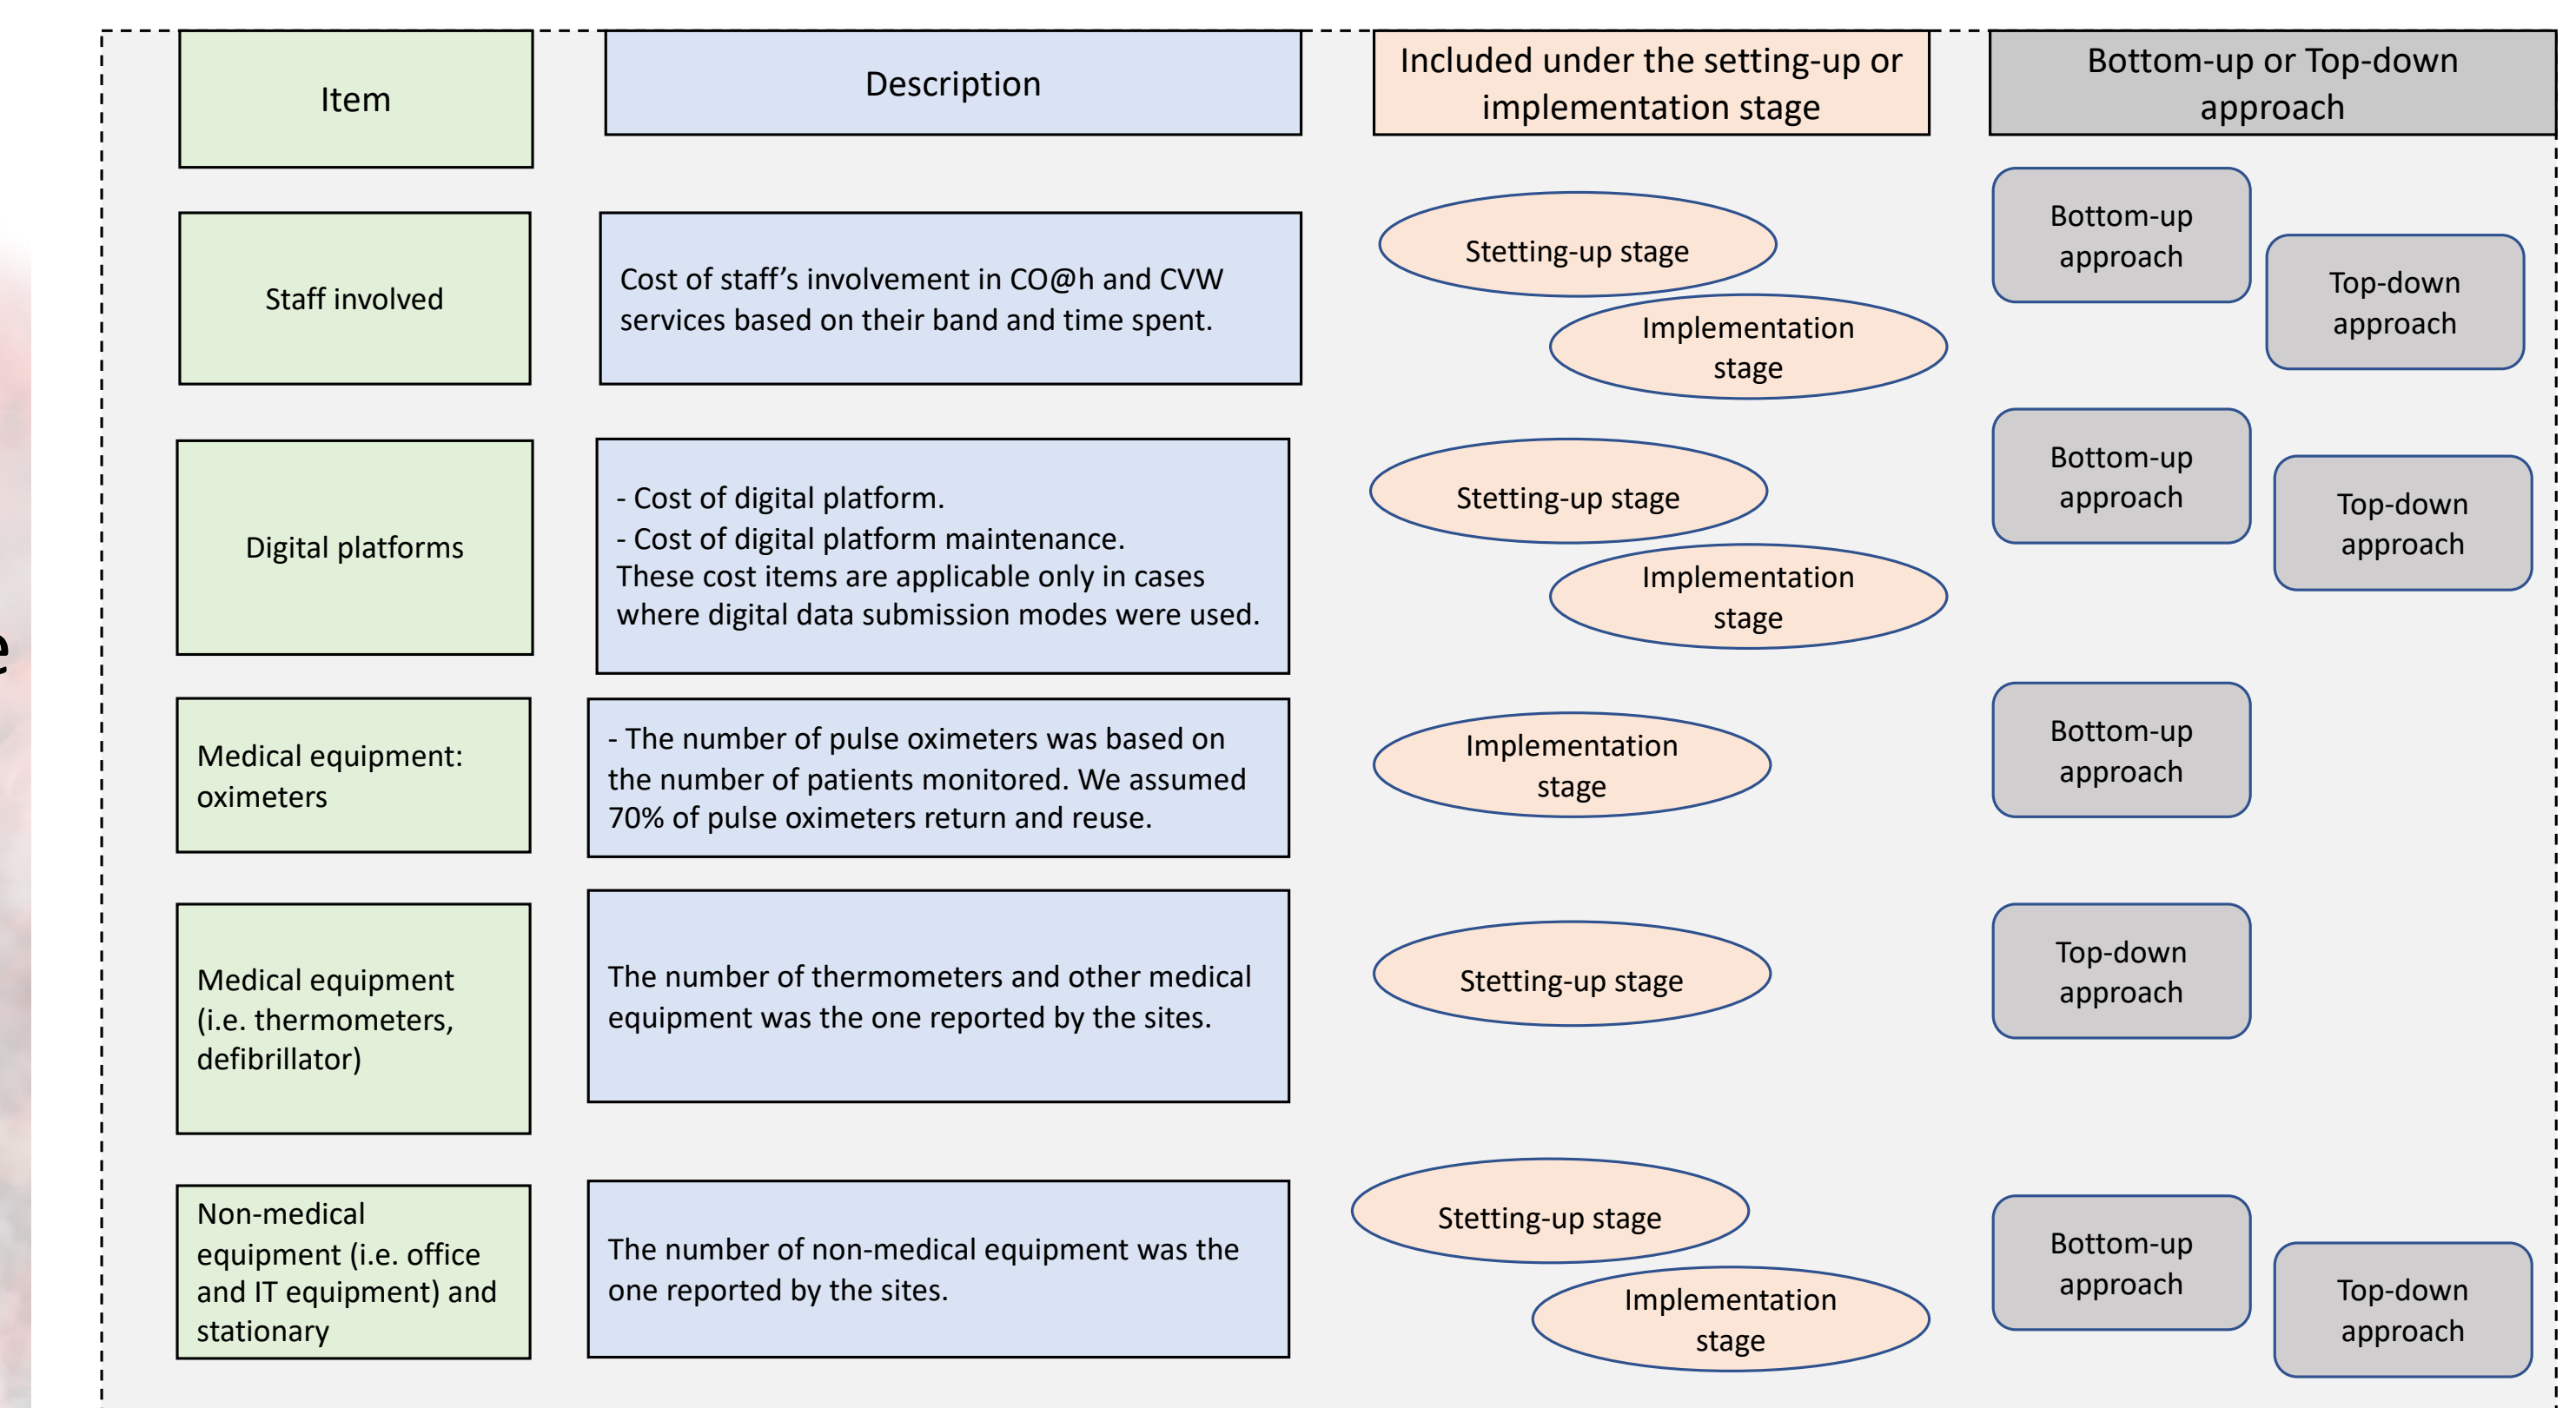 Item
Description
Included under the setting-up or
implementation stage
Bottom-up or Top-down
approach
Staff involved
Cost of staff’s involvement in CO@h and CVW
services based on their band and time spent.
Stetting-up stage
Implementation
stage
Bottom-up
approach
Top-down
approach
Digital platforms
- Cost of digital platform.
- Cost of digital platform maintenance.
These cost items are applicable only in cases
where digital data submission modes were used.
Stetting-up stage
Implementation
stage
Bottom-up
approach
Top-down
approach
e
Medical equipment:
oximeters
- The number of pulse oximeters was based on
the number of patients monitored. We assumed
70% of pulse oximeters return and reuse.
Implementation
stage
Bottom-up
approach
Medical equipment
(i.e. thermometers,
defibrillator)
The number of thermometers and other medical
equipment was the one reported by the sites.
Stetting-up stage
Top-down
approach
Non-medical
equipment (i.e. office
and IT equipment) and
stationary
The number of non-medical equipment was the
one reported by the sites.
Stetting-up stage
Implementation
stage
Bottom-up
approach
Top-down
approach